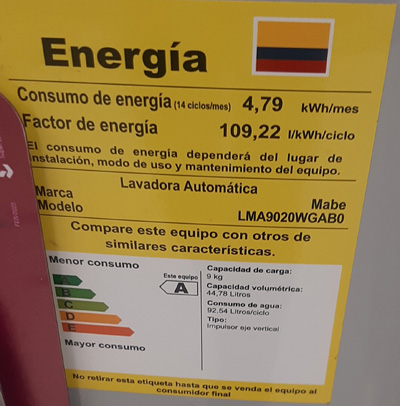 Energía
Consumo de energía (14 ciclos/mes) 4,79 kWh/mes
Factor de energía 109,22 l/kWh/ciclo
El consumo de energía dependerá del lugar de
instalación, modo de uso y mantenimiento del equipo.
Lavadora Automática
Marca Mabe
Modelo LMA9020WGAB0
Compare este equipo con otros de
similares características.
Menor consumo
A
B
C
D
E
Mayor consumo
Este equipo
A
Capacidad de carga:
9 kg
Capacidad volumétrica:
44,78 Litros
Consumo de agua:
92,54 Litros/ciclo
Tipo:
Impulsor eje vertical
No retirar esta etiqueta hasta que se venda el equipo al
consumidor final